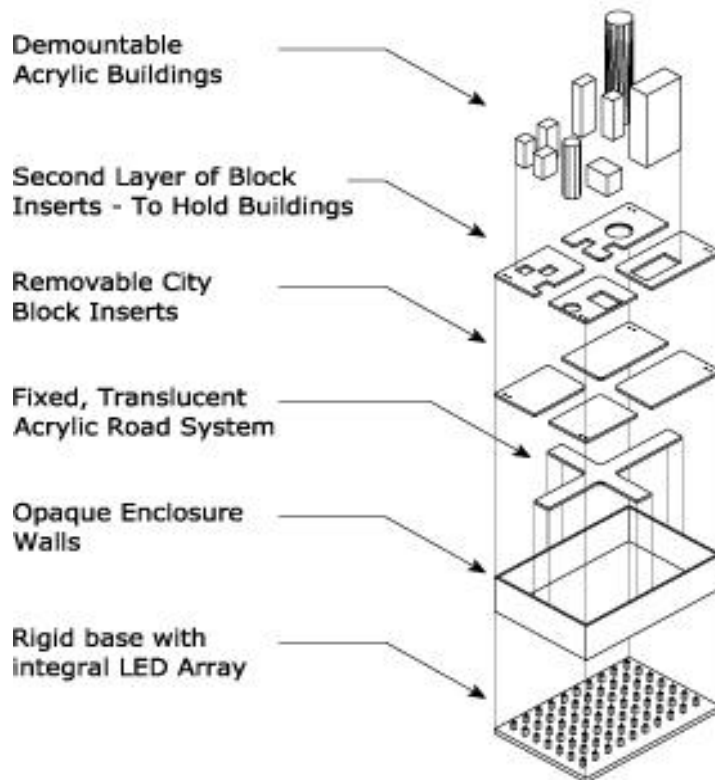 Demountable
Acrylic Buildings
Second Layer of Block
Inserts - To Hold Buildings
Removable City
Block Inserts
Fixed, Translucent
Acrylic Road System
Opaque Enclosure
Walls
Rigid base with
integral LED Array